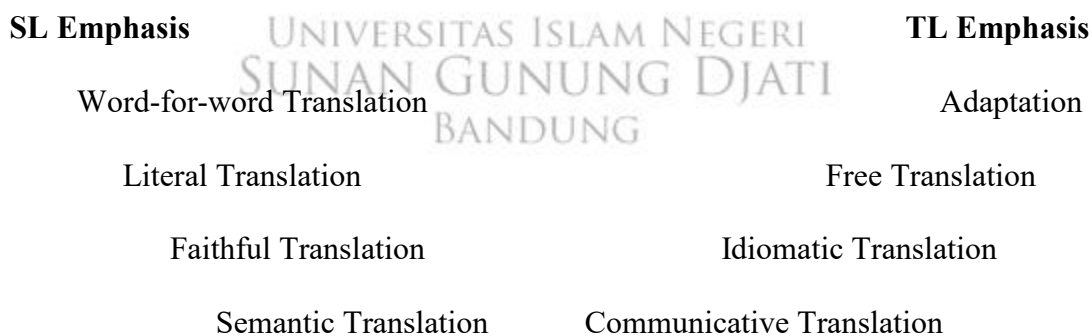 SL Emphasis TL Emphasis
UNIVERSITAS ISLAM NEGERI
SUNAN GUNUNG DJATI
BANDUNG
Word-for-word Translation Adaptation
Literal Translation Free Translation
Faithful Translation Idiomatic Translation
Semantic Translation Communicative Translation